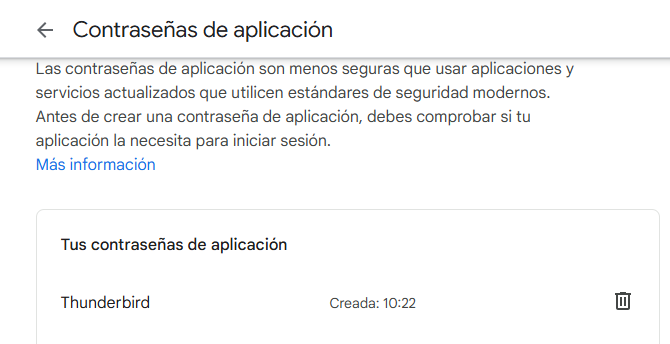 Contraseñas de aplicación
Las contraseñas de aplicación son menos seguras que usar aplicaciones y
servicios actualizados que utilicen estándares de seguridad modernos.
Antes de crear una contraseña de aplicación, debes comprobar si tu
aplicación la necesita para iniciar sesión.
Más información
Tus contraseñas de aplicación
Thunderbird Creada: 10:22